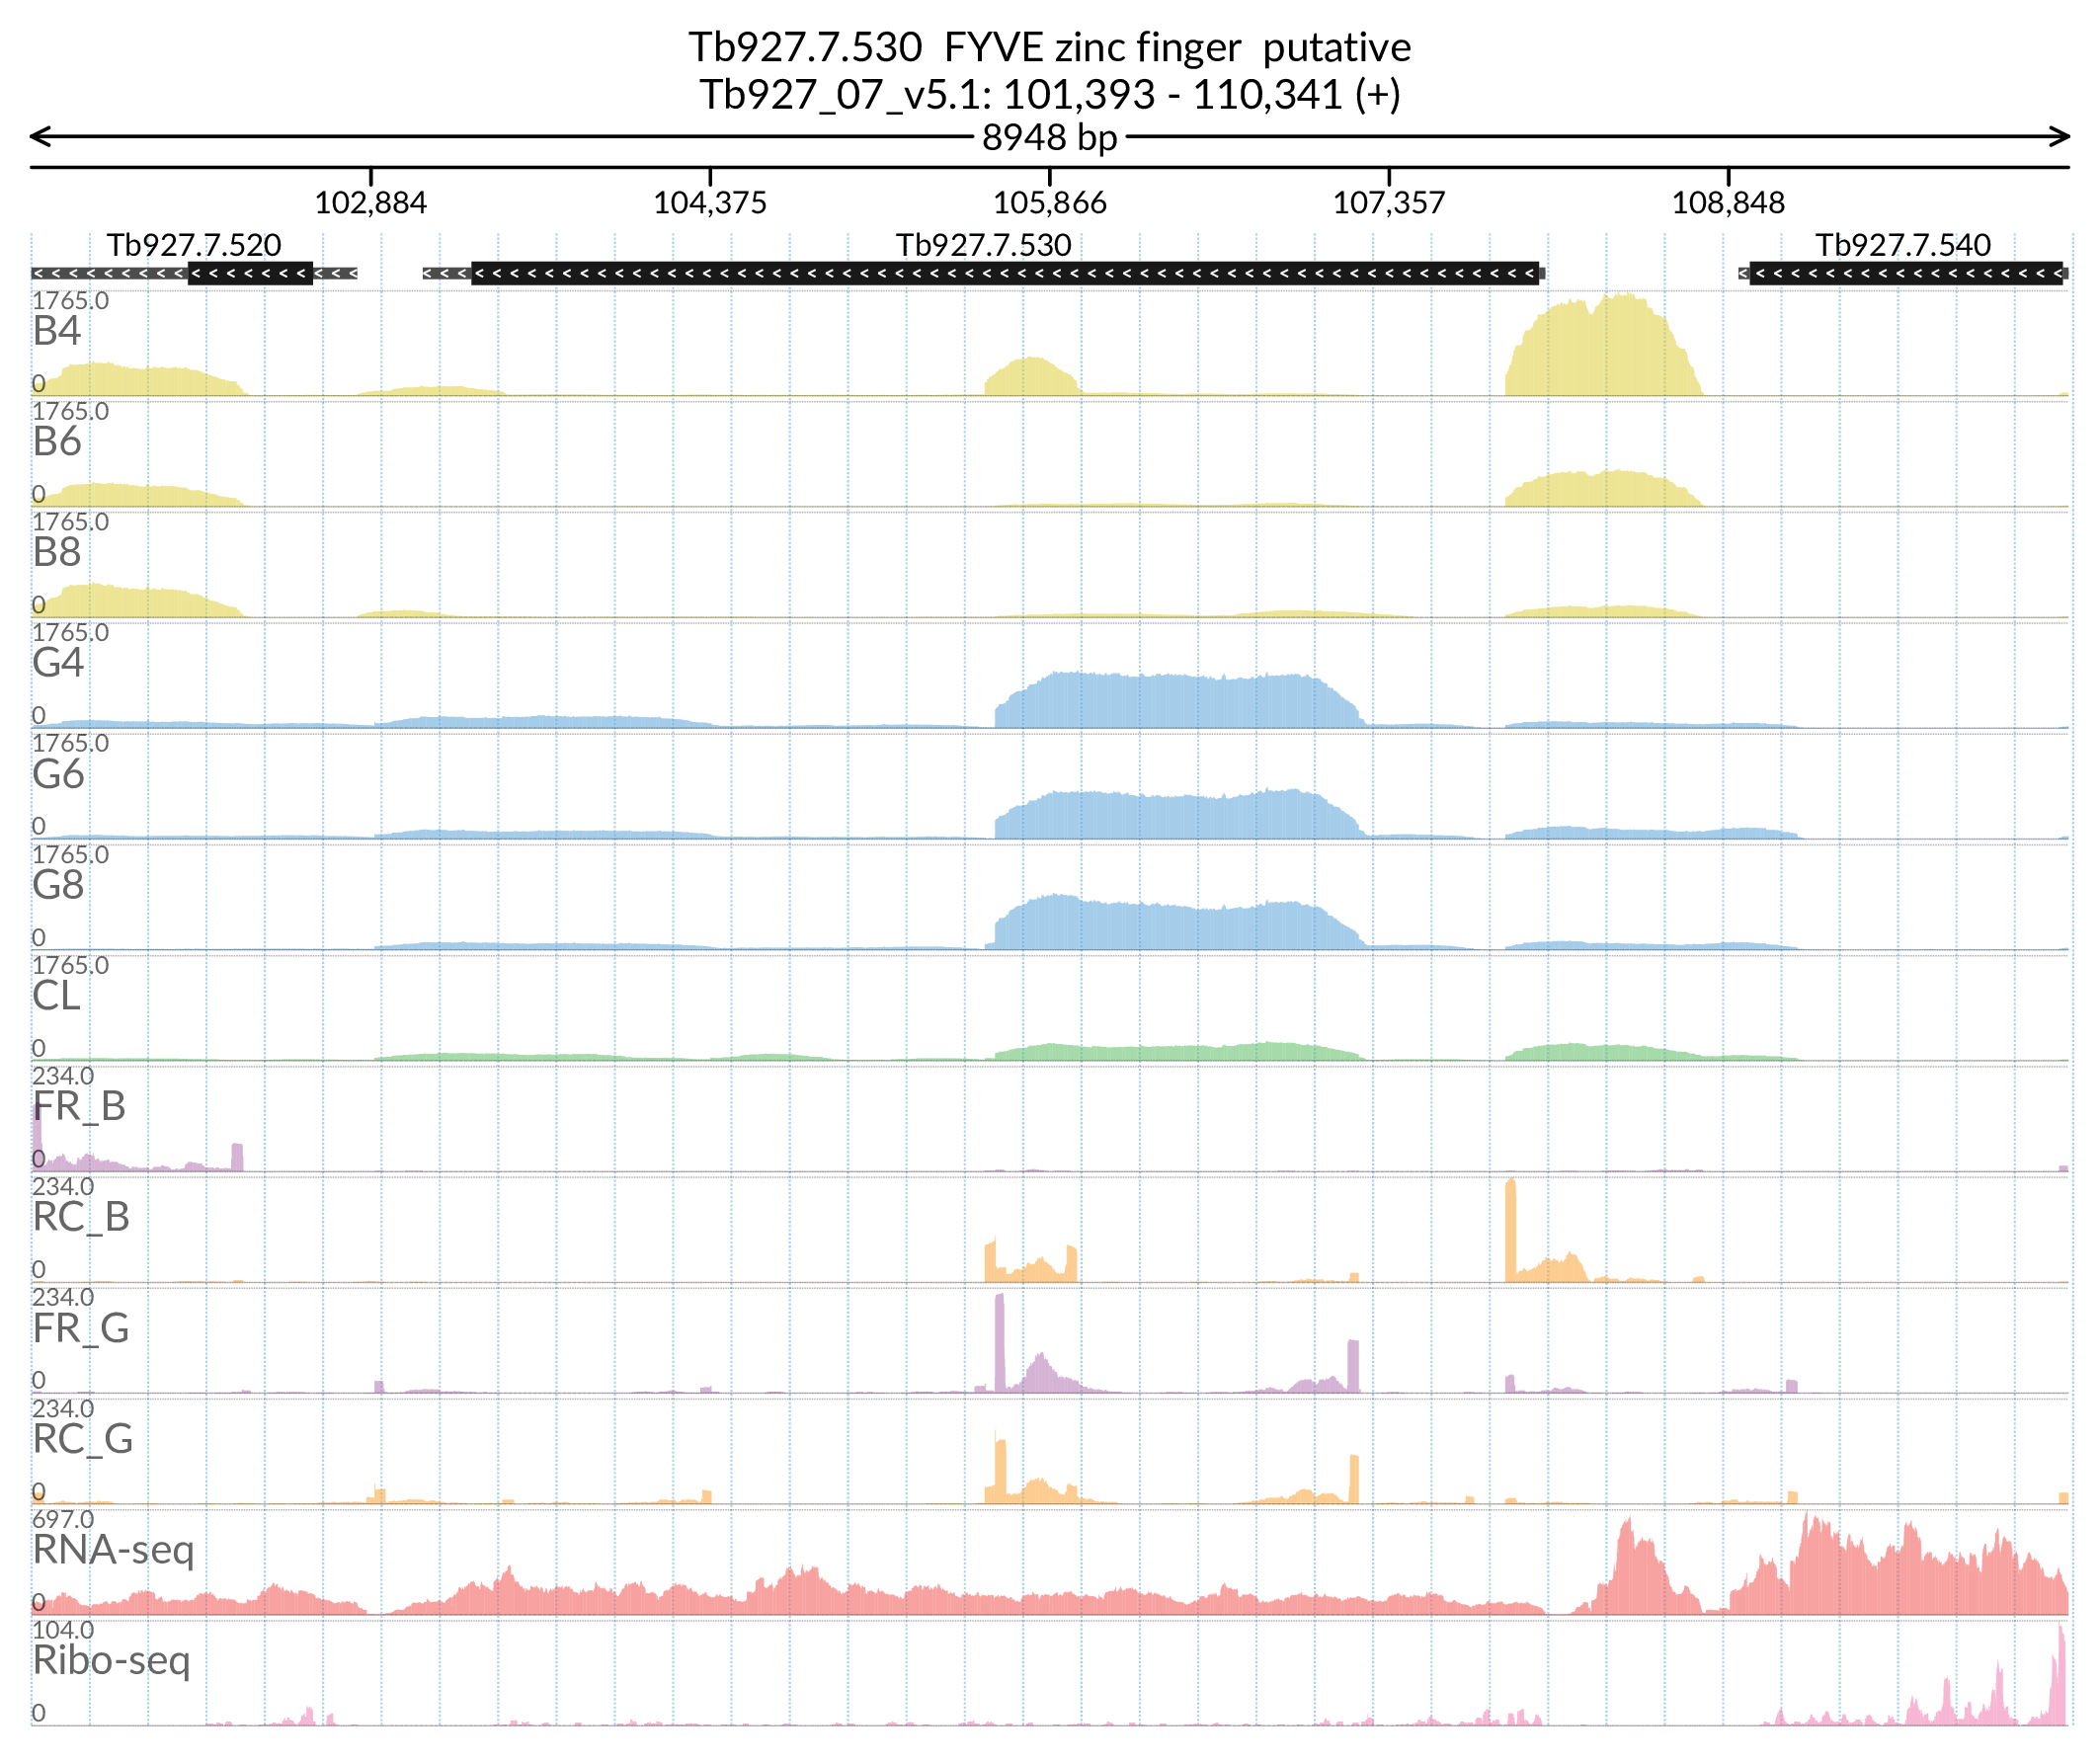 Tb927.7.530 FYVE zinc finger putative
Tb927_07_v5.1: 101,393 - 110,341 (+)
8948 bp
102,884 104,375 105,866 107,357 108,848
Tb927.7.520 Tb927.7.530 Tb927.7.540
1765.0
B4
0
1765.0
B6
0
1765.0
B8
0
1765.0
G4
0
1765.0
G6
0
1765.0
G8
0
1765.0
CL
0
234.0
FR_B
0
234.0
RC_B
0
234.0
FR_G
0
234.0
RC_G
0
697.0
RNA-seq
0
104.0
Ribo-seq
0